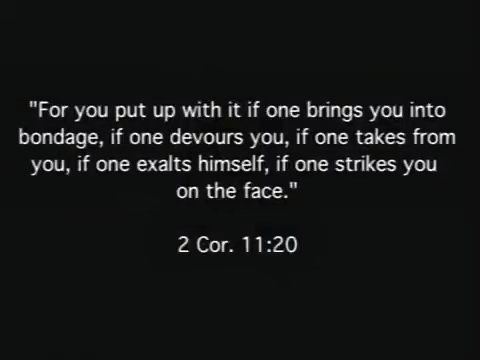 "For you put up with it if one brings you into
bondage, if one devours you, if one takes from
you, if one exalts himself, if one strikes you
on the face."
2 Cor. 11:20